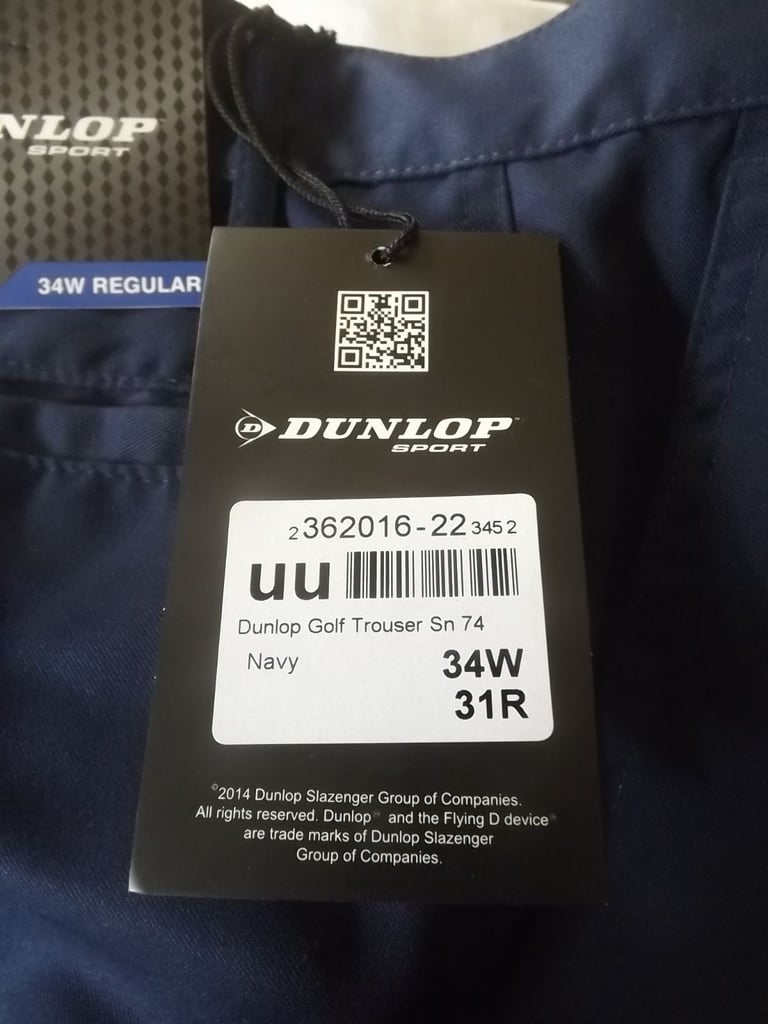 NLOP
SPORT
34W REGULAR
D DUNLOP™
SPORT
2 362016-22 345 2
uu
Dunlop Golf Trouser Sn 74
Navy 34W
31R
©2014 Dunlop Slazenger Group of Companies.
All rights reserved. Dunlop® and the Flying D device®
are trade marks of Dunlop Slazenger
Group of Companies.